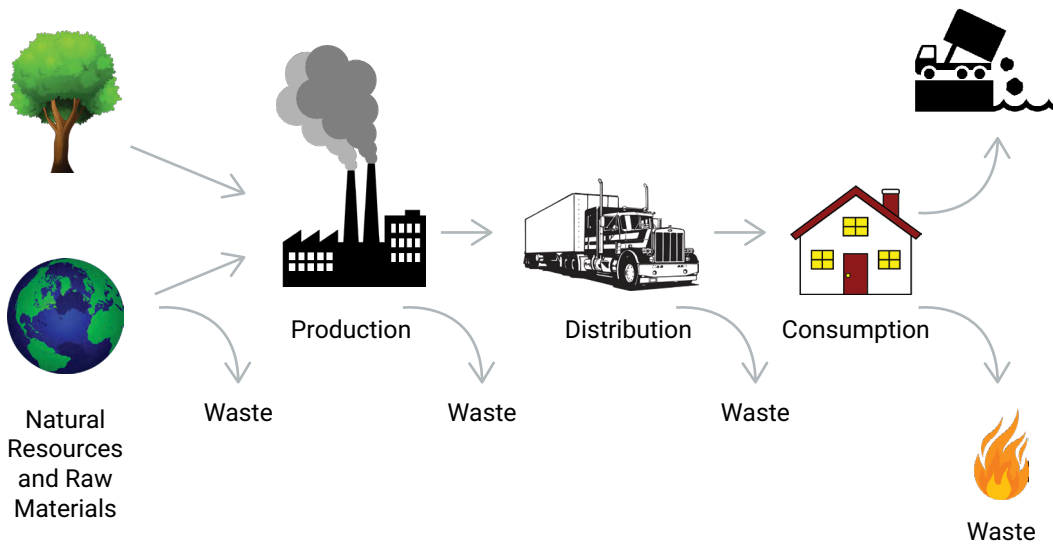 Production
Distribution
Consumption
Waste
Waste
Waste
Natural
Resources
and Raw
Materials
Waste